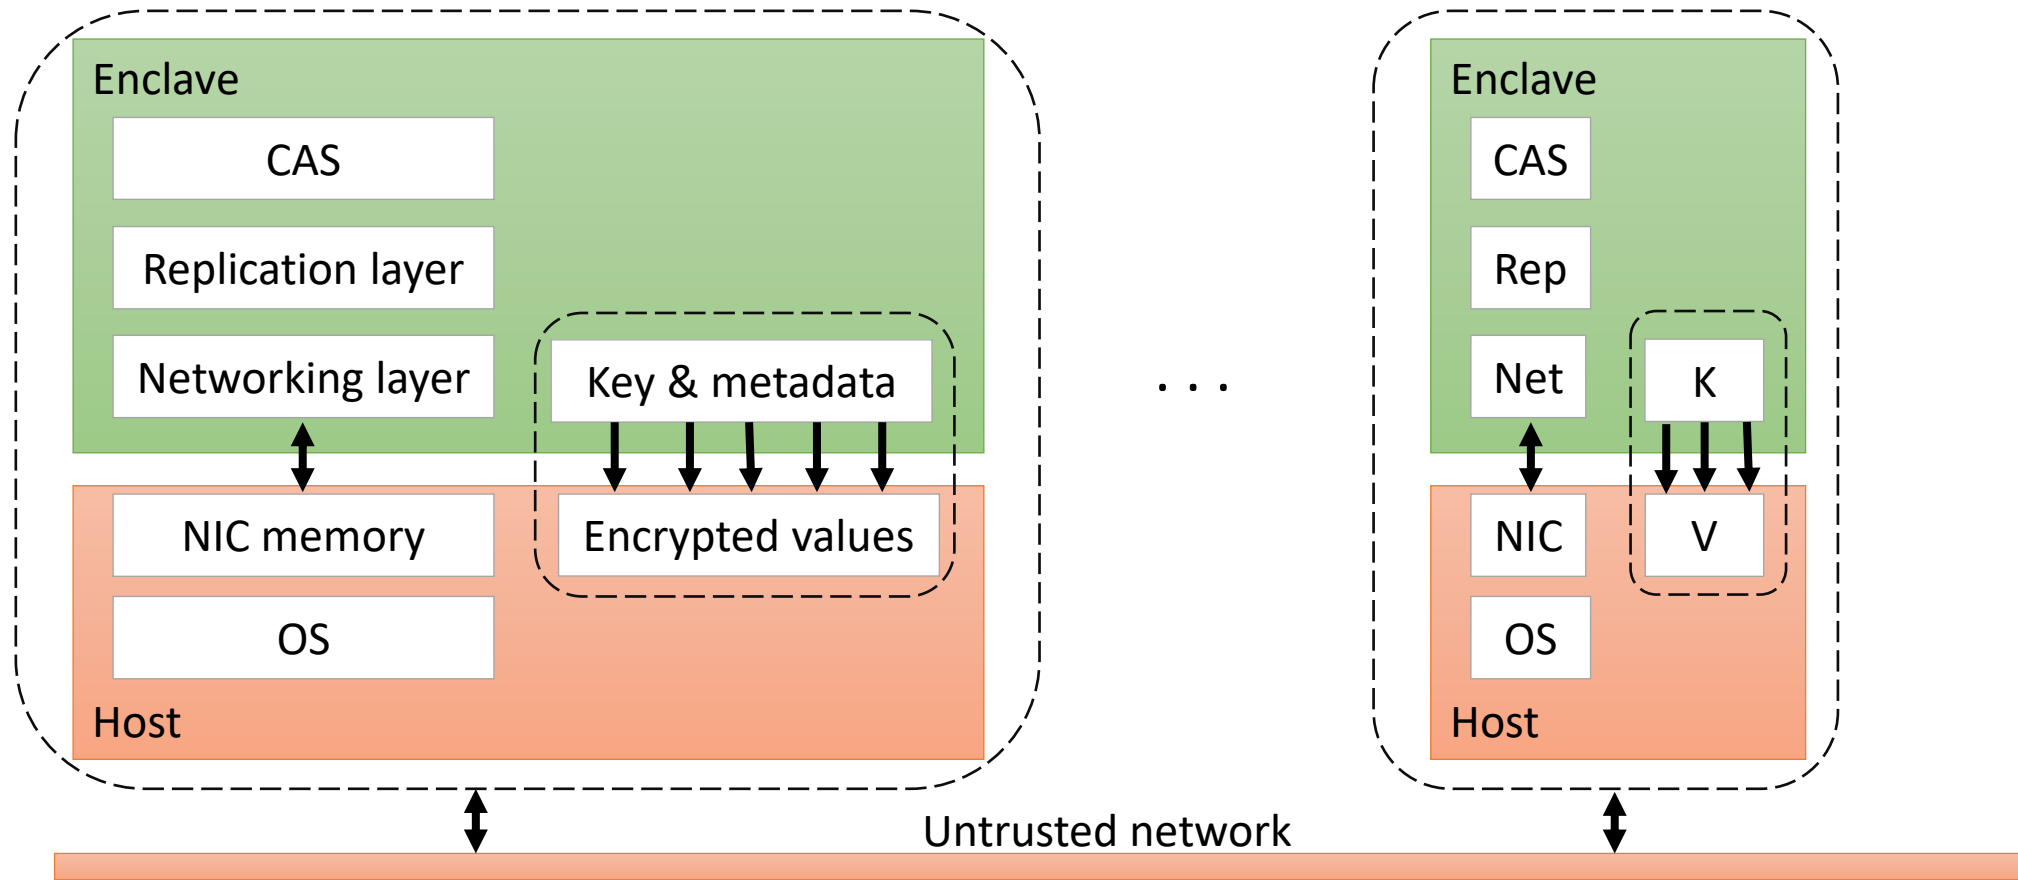 Enclave
CAS
Replication layer
Networking layer
Key & metadata
NIC memory
Encrypted values
OS
Host
. . .
Enclave
CAS
Rep
Net
K
NIC
V
OS
Host
Untrusted network